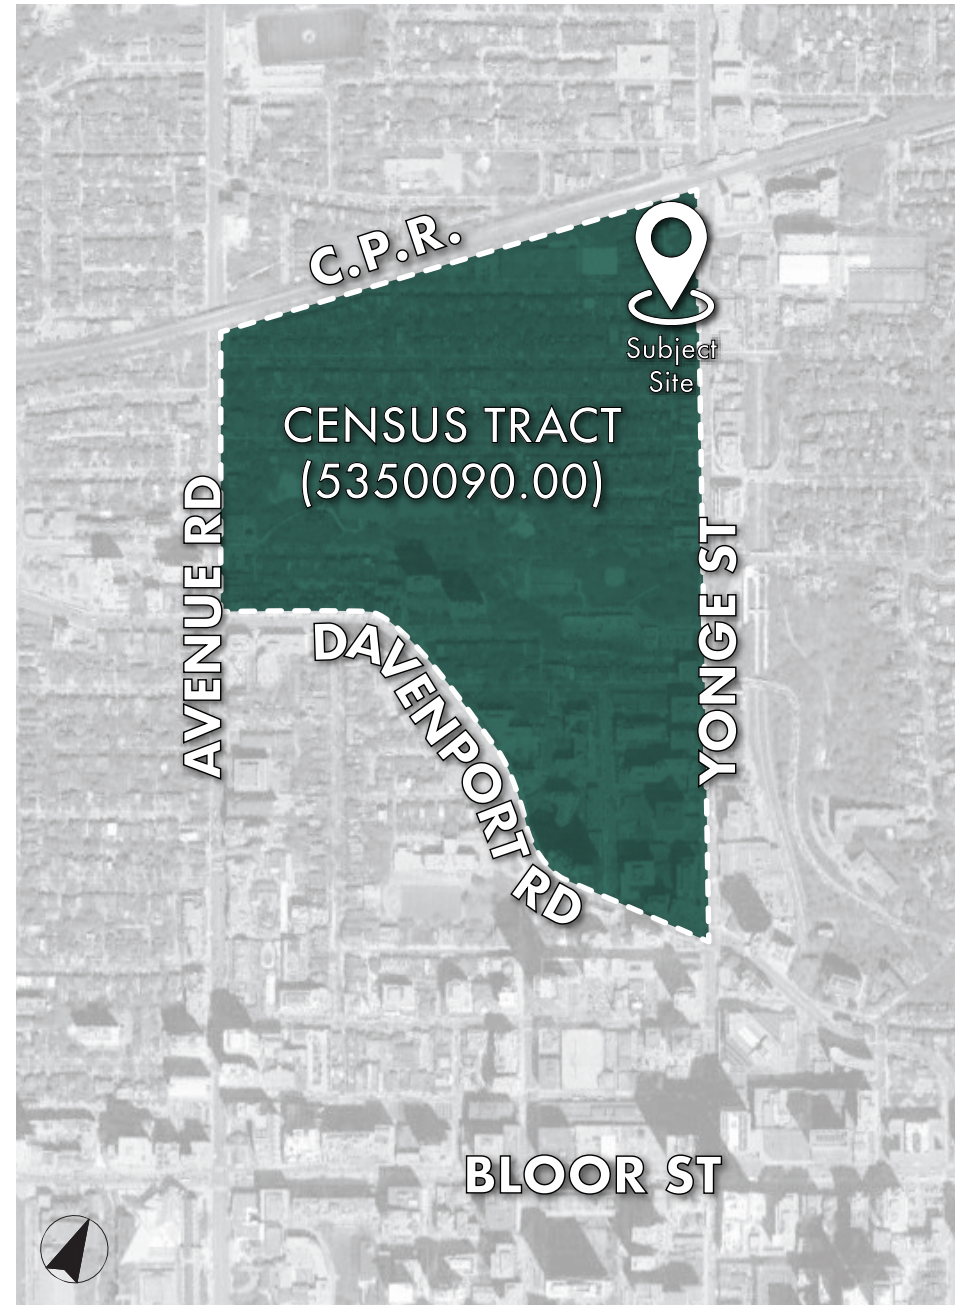 C.P.R.
Subject
Site
CENSUS TRACT
(5350090.00)
AVENUE RD
YONGE ST
DAVENPORT RD
BLOOR ST